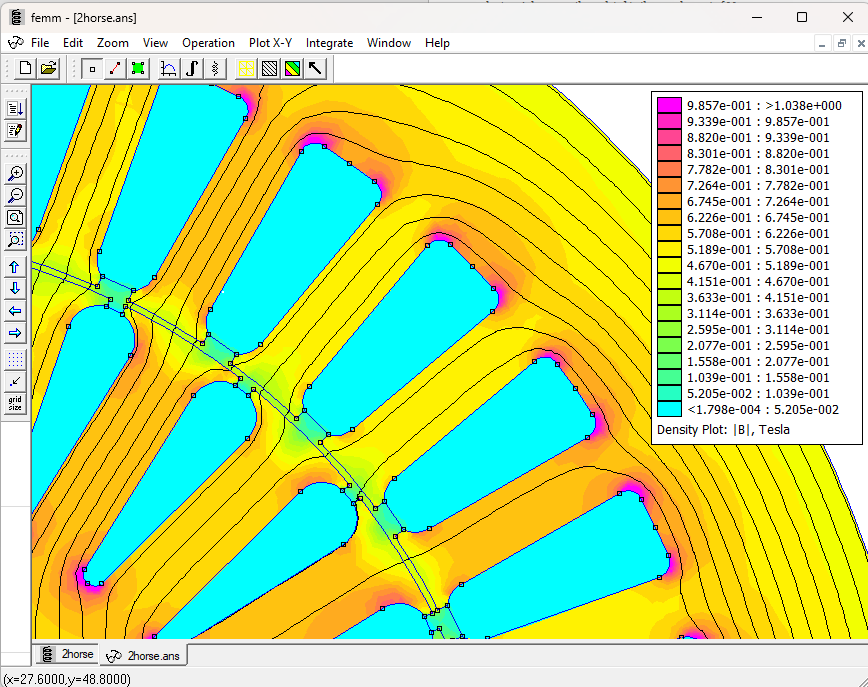 femm - [2horse.ans]
File Edit Zoom View Operation Plot X-Y Integrate Window Help
grid
size
9.857e-001 : >1.038e+000
9.339e-001 : 9.857e-001
8.820e-001 : 9.339e-001
8.301e-001 : 8.820e-001
7.782e-001 : 8.301e-001
7.264e-001 : 7.782e-001
6.745e-001 : 7.264e-001
6.226e-001 : 6.745e-001
5.708e-001 : 6.226e-001
5.189e-001 : 5.708e-001
4.670e-001 : 5.189e-001
4.151e-001 : 4.670e-001
3.633e-001 : 4.151e-001
3.114e-001 : 3.633e-001
2.595e-001 : 3.114e-001
2.077e-001 : 2.595e-001
1.558e-001 : 2.077e-001
1.039e-001 : 1.558e-001
5.205e-002 : 1.039e-001
<1.798e-004 : 5.205e-002
Density Plot: |B|, Tesla
2horse
2horse.ans
(x=27.6000,y=48.8000)